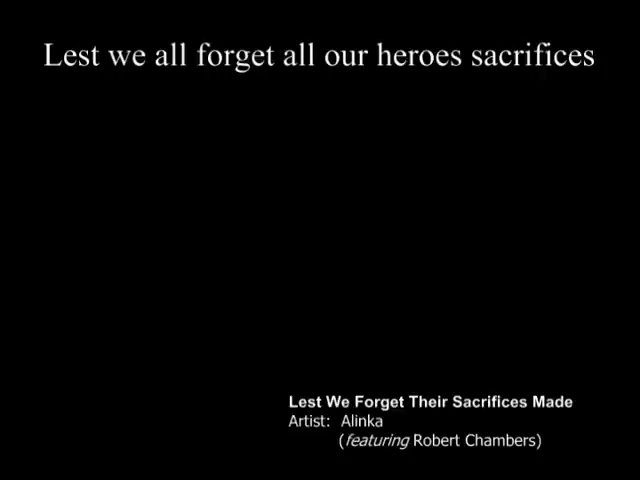 Lest we all forget all our heroes sacrifices
Lest We Forget Their Sacrifices Made
Artist: Alinka
(featuring Robert Chambers)